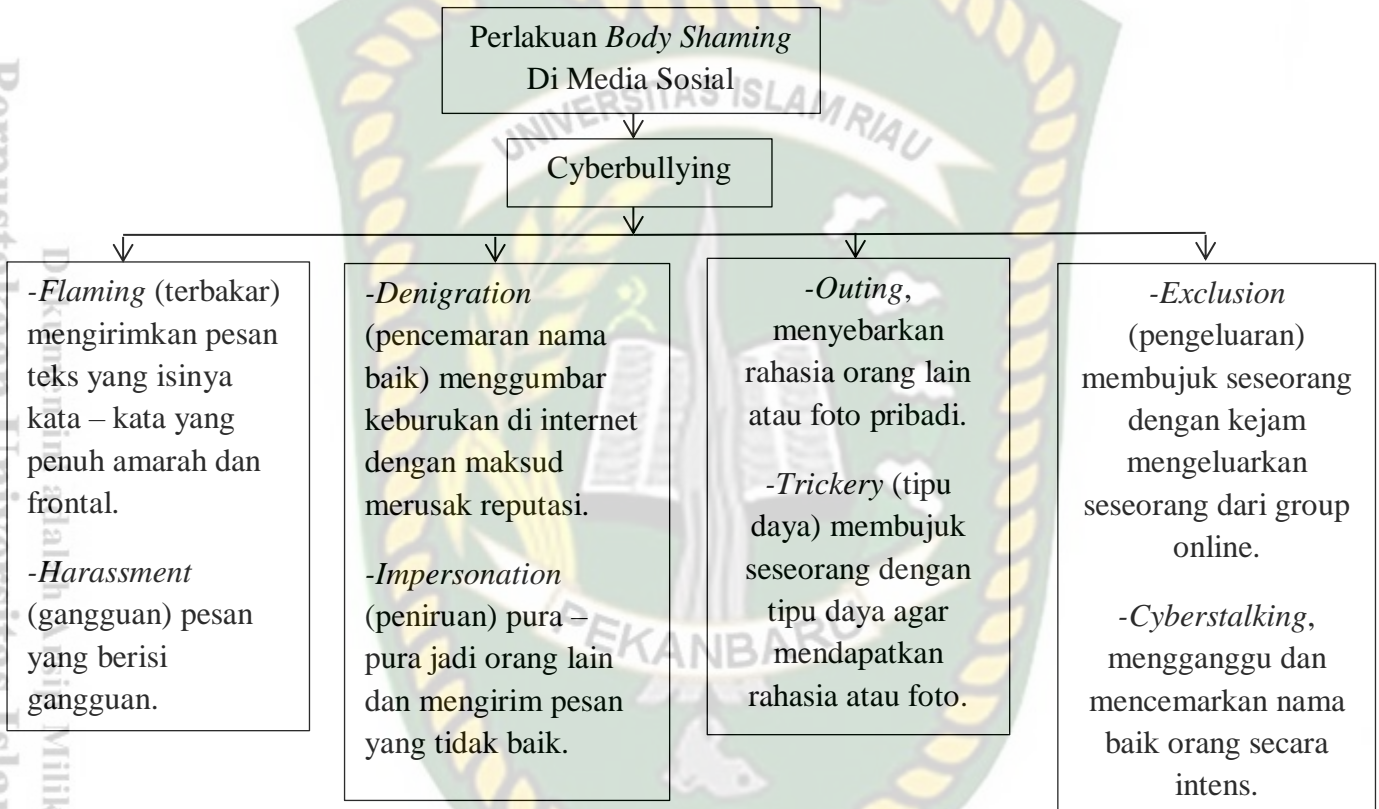 Perlakuan Body Shaming
Di Media Sosial
Cyberbullying
-Flaming (terbakar)
mengirimkan pesan
teks yang isinya
kata – kata yang
penuh amarah dan
frontal.
-Harassment
(gangguan) pesan
yang berisi
gangguan.
-Denigration
(pencemaran nama
baik) menggumbar
keburukan di internet
dengan maksud
merusak reputasi.
-Impersonation
(peniruan) pura –
pura jadi orang lain
dan mengirim pesan
yang tidak baik.
-Outing,
menyebarkan
rahasia orang lain
atau foto pribadi.
-Trickery (tipu
daya) membujuk
seseorang dengan
tipu daya agar
mendapatkan
rahasia atau foto.
-Exclusion
(pengeluaran)
membujuk seseorang
dengan kejam
mengeluarkan
seseorang dari group
online.
-Cyberstalking,
mengganggu dan
mencemarkan nama
baik orang secara
intens.
UNIVERSITAS ISLAM RIAU
PEKANBARU
Dokumen ini adalah Arsip Milik